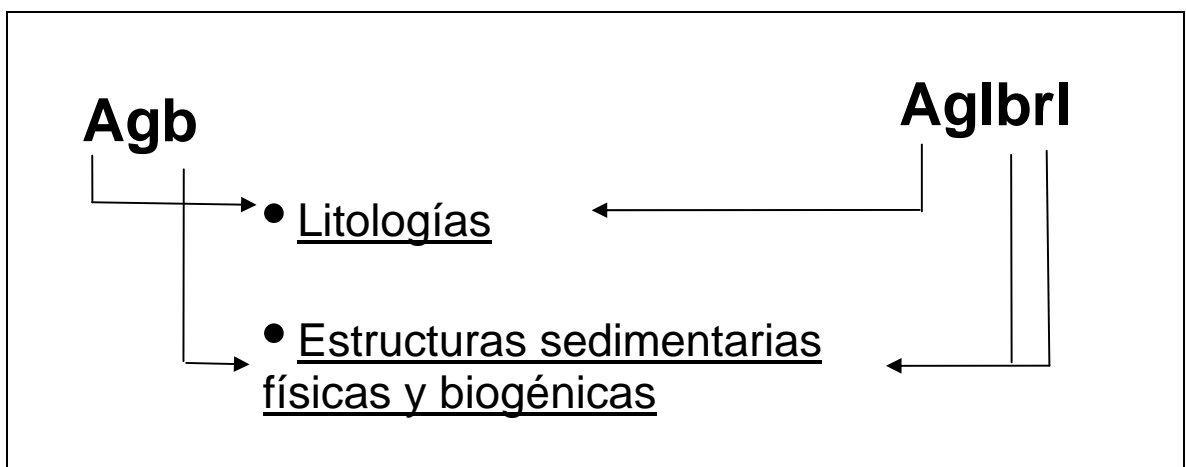 Agb
Aglbrl
• Litologías
• Estructuras sedimentarias
físicas y biogénicas